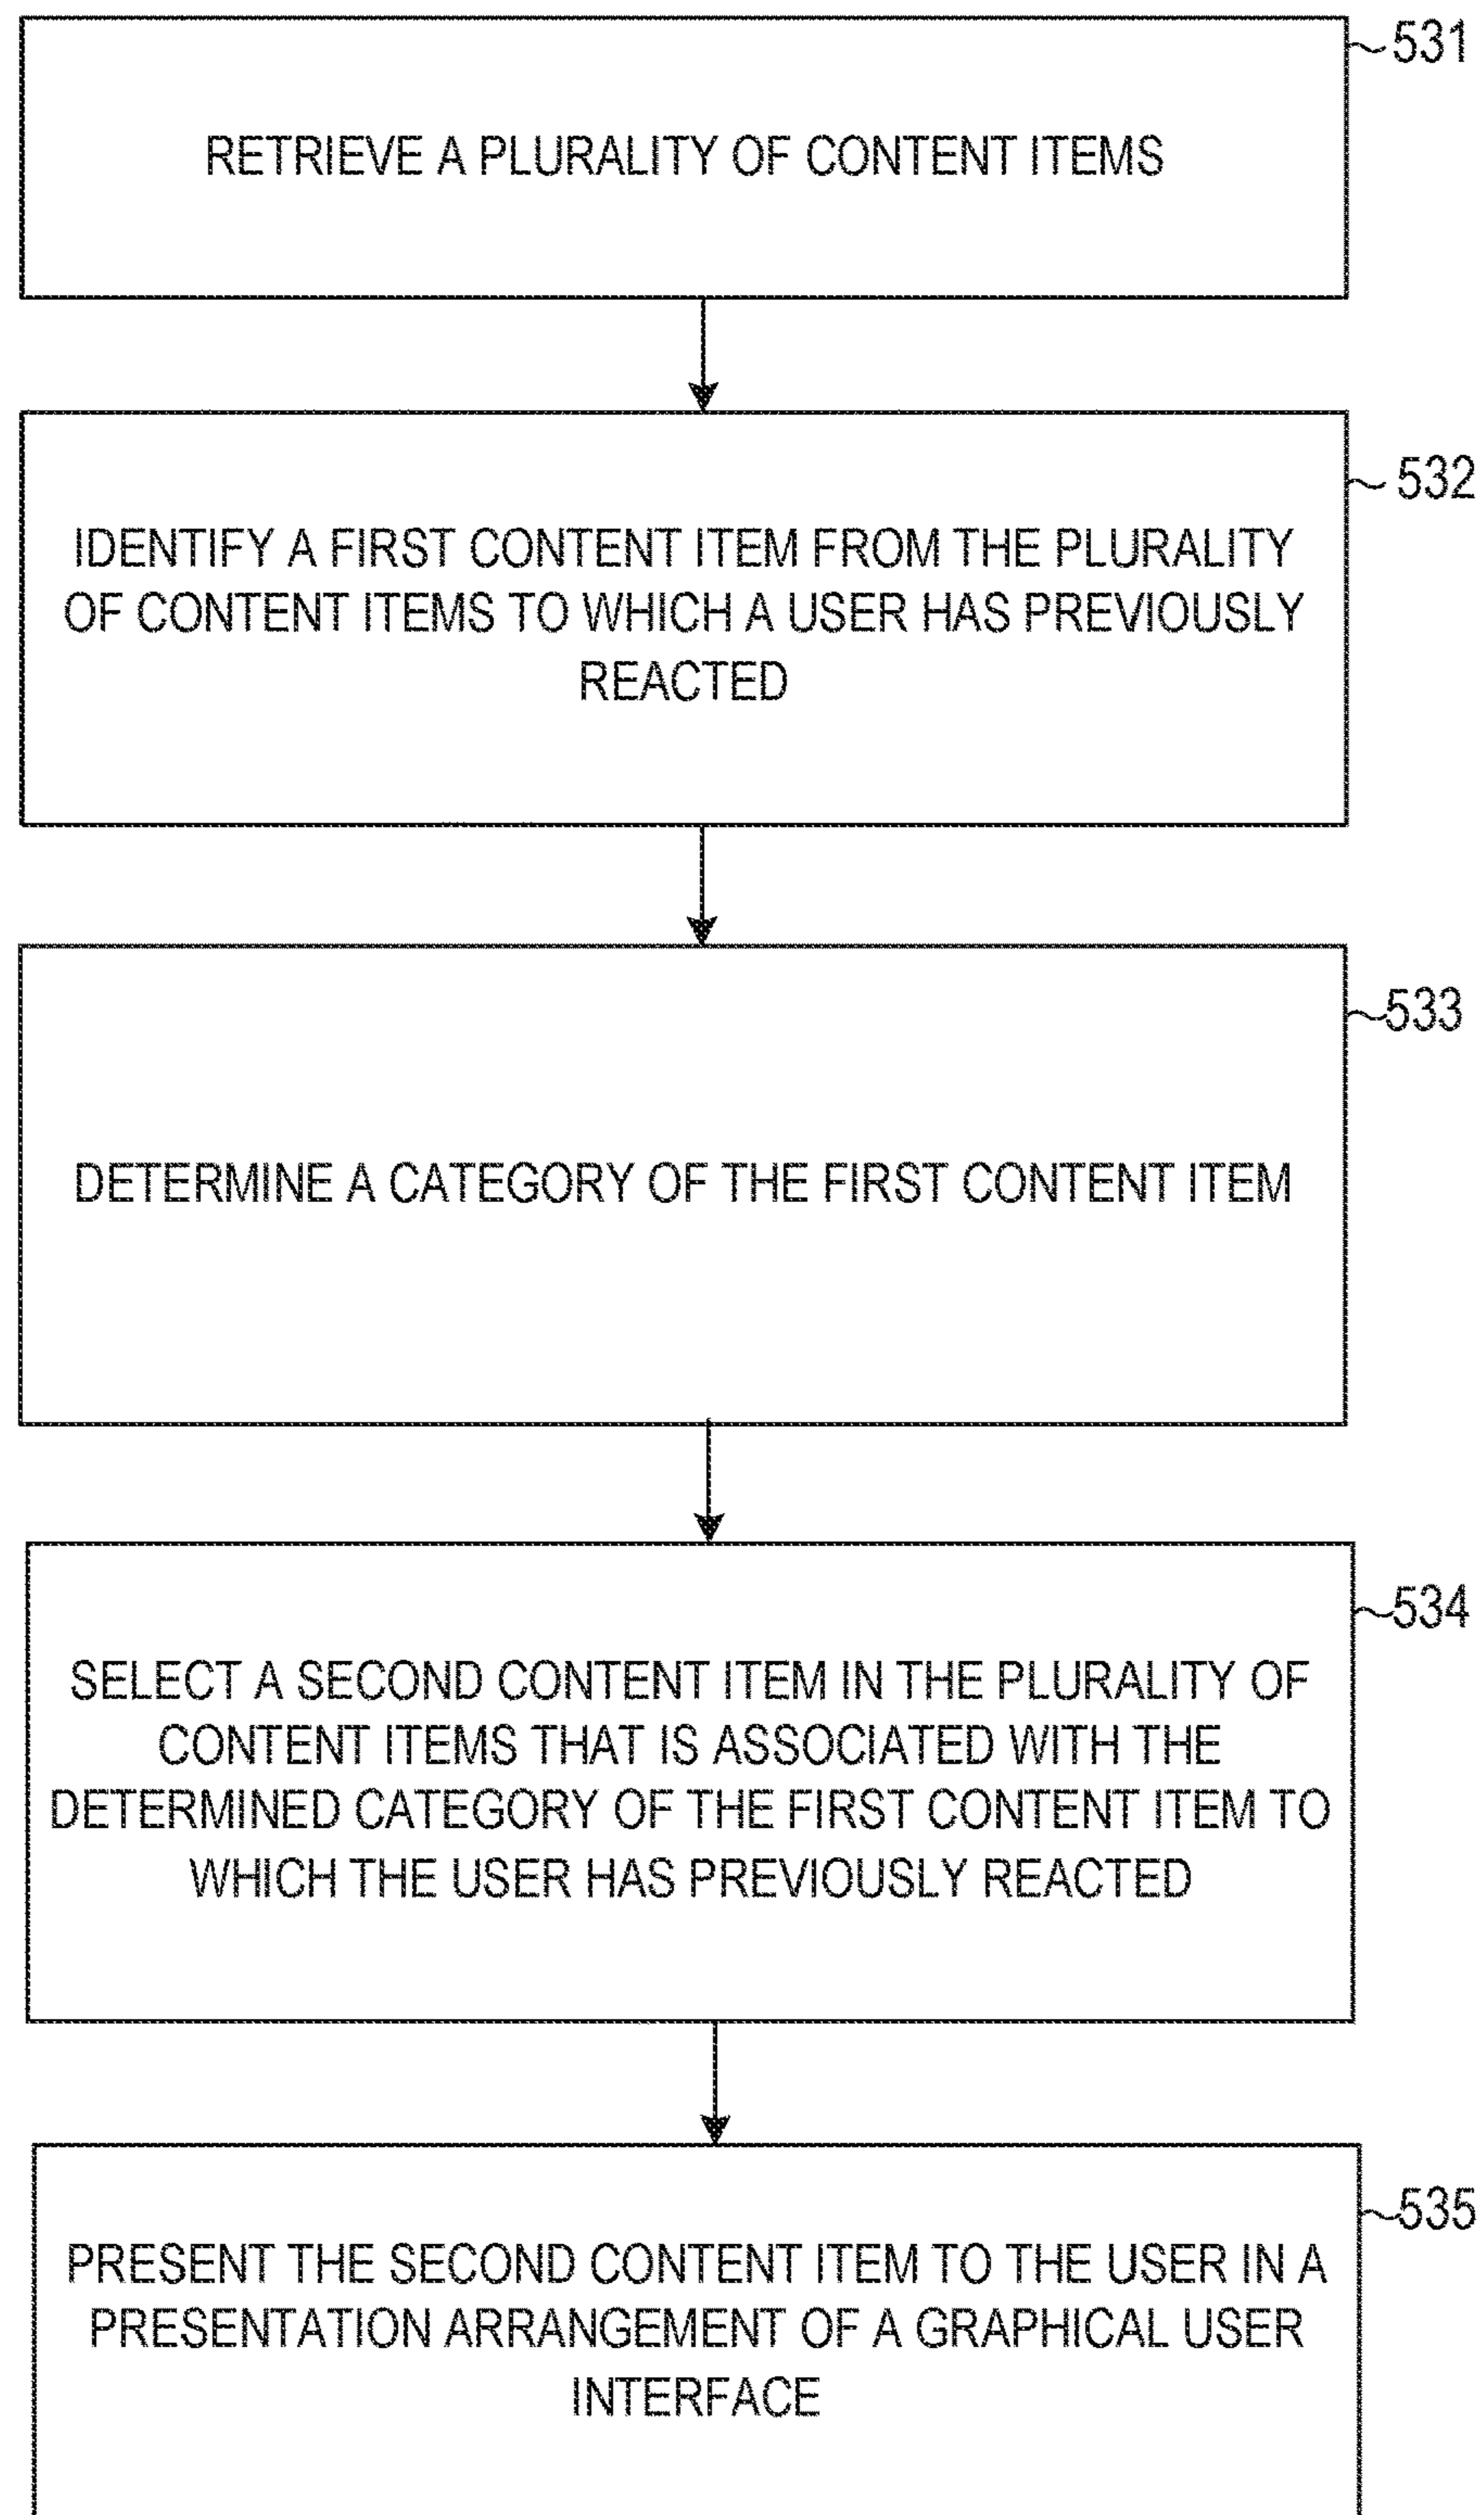 531
RETRIEVE A PLURALITY OF CONTENT ITEMS
532
IDENTIFY A FIRST CONTENT ITEM FROM THE PLURALITY
OF CONTENT ITEMS TO WHICH A USER HAS PREVIOUSLY
REACTED
533
DETERMINE A CATEGORY OF THE FIRST CONTENT ITEM
534
SELECT A SECOND CONTENT ITEM IN THE PLURALITY OF
CONTENT ITEMS THAT IS ASSOCIATED WITH THE
DETERMINED CATEGORY OF THE FIRST CONTENT ITEM TO
WHICH THE USER HAS PREVIOUSLY REACTED
535
PRESENT THE SECOND CONTENT ITEM TO THE USER IN A
PRESENTATION ARRANGEMENT OF A GRAPHICAL USER
INTERFACE